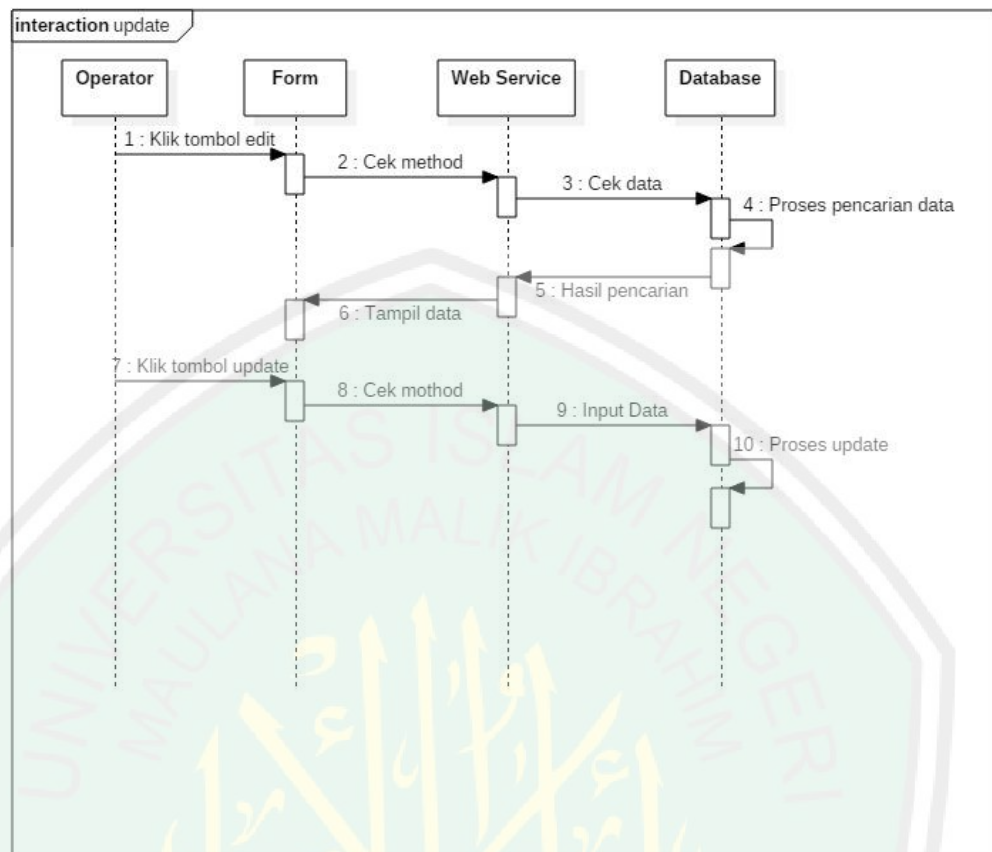 interaction update
Operator
Form
Web Service
Database
1 : Klik tombol edit
2 : Cek method
3 : Cek data
4 : Proses pencarian data
5 : Hasil pencarian
6 : Tampil data
7 : Klik tombol update
8 : Cek mothod
9 : Input Data
10 : Proses update
UNIVERSITAS ISLAM NEGERI
MAULANA MALIK IBRAHIM